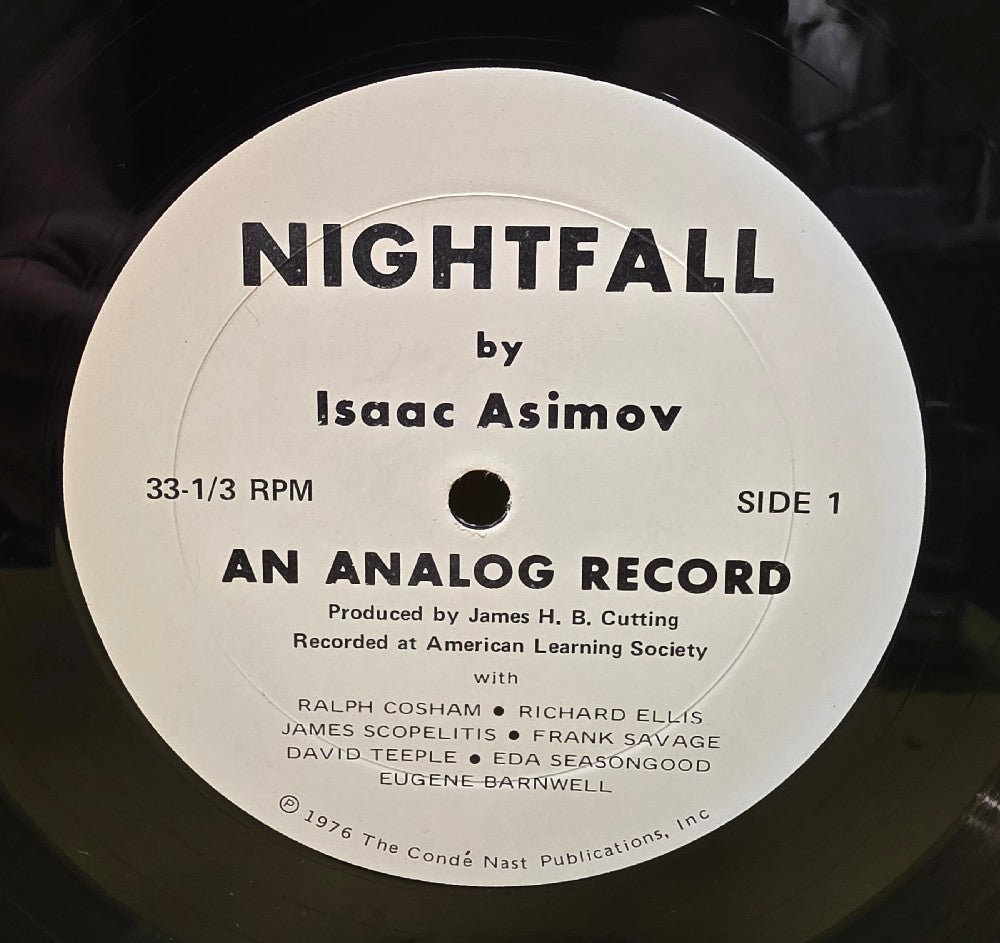 NIGHTFALL
by
Isaac Asimov
33-1/3 RPM
SIDE 1
AN ANALOG RECORD
Produced by James H. B. Cutting
Recorded at American Learning Society
with
RALPH COSHAM ● RICHARD ELLIS
JAMES SCOPELITIS ● FRANK SAVAGE
DAVID TEEPLE ● EDA SEASONGOOD
EUGENE BARNWELL
℗ 1976 The Condé Nast Publications, Inc